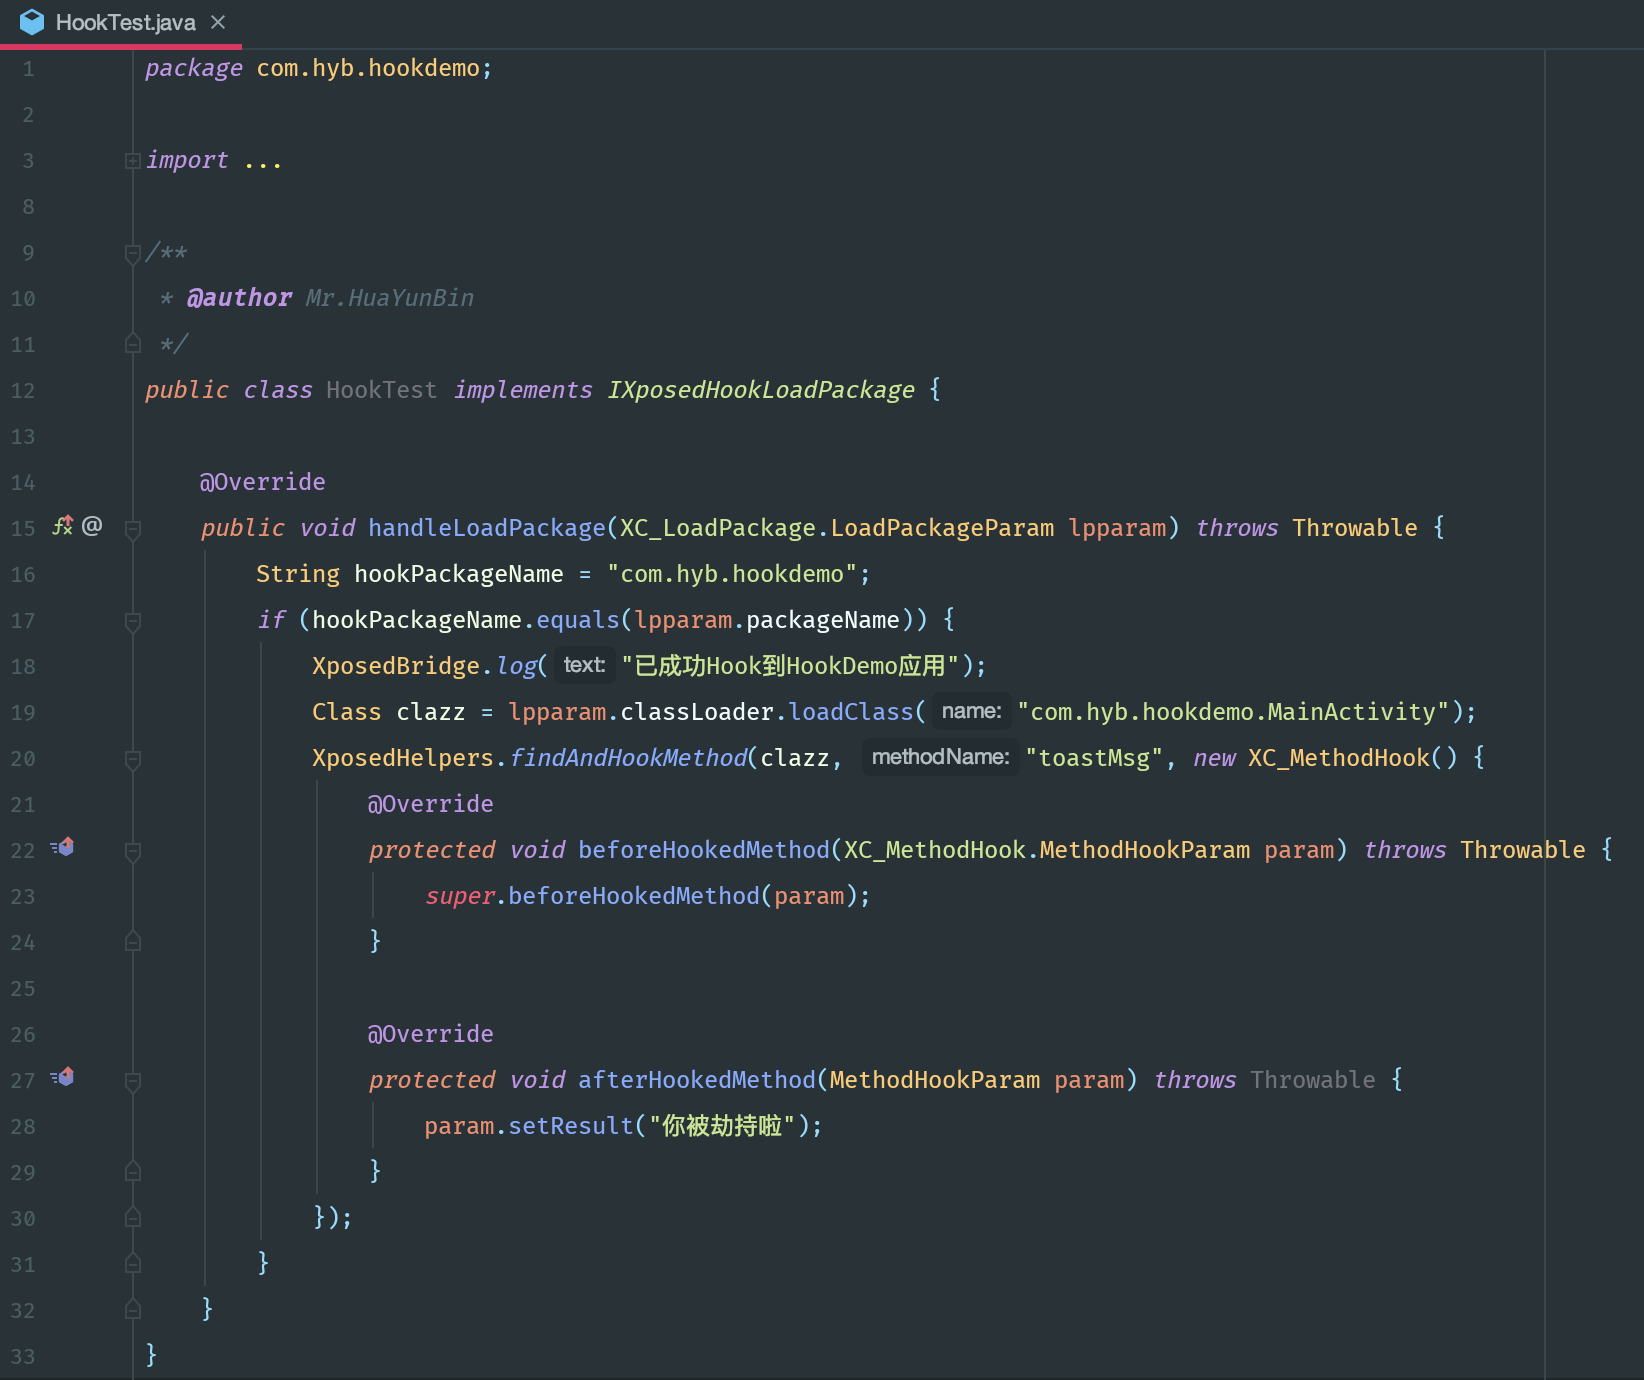 HookTest.java ×
1 package com.hyb.hookdemo;
2
3 import ...
8
9 /**
10 * @author Mr.HuaYunBin
11 */
12 public class HookTest implements IXposedHookLoadPackage {
13
14 @Override
15 @ public void handleLoadPackage(XC_LoadPackage.LoadPackageParam lpparam) throws Throwable {
16 String hookPackageName = "com.hyb.hookdemo";
17 if (hookPackageName.equals(lpparam.packageName)) {
18 XposedBridge.log( text: "已成功Hook到HookDemo应用");
19 Class clazz = lpparam.classLoader.loadClass( name: "com.hyb.hookdemo.MainActivity");
20 XposedHelpers.findAndHookMethod(clazz, methodName: "toastMsg", new XC_MethodHook() {
21 @Override
22 protected void beforeHookedMethod(XC_MethodHook.MethodHookParam param) throws Throwable {
23 super.beforeHookedMethod(param);
24 }
25
26 @Override
27 protected void afterHookedMethod(MethodHookParam param) throws Throwable {
28 param.setResult("你被劫持啦");
29 }
30 });
31 }
32 }
33 }